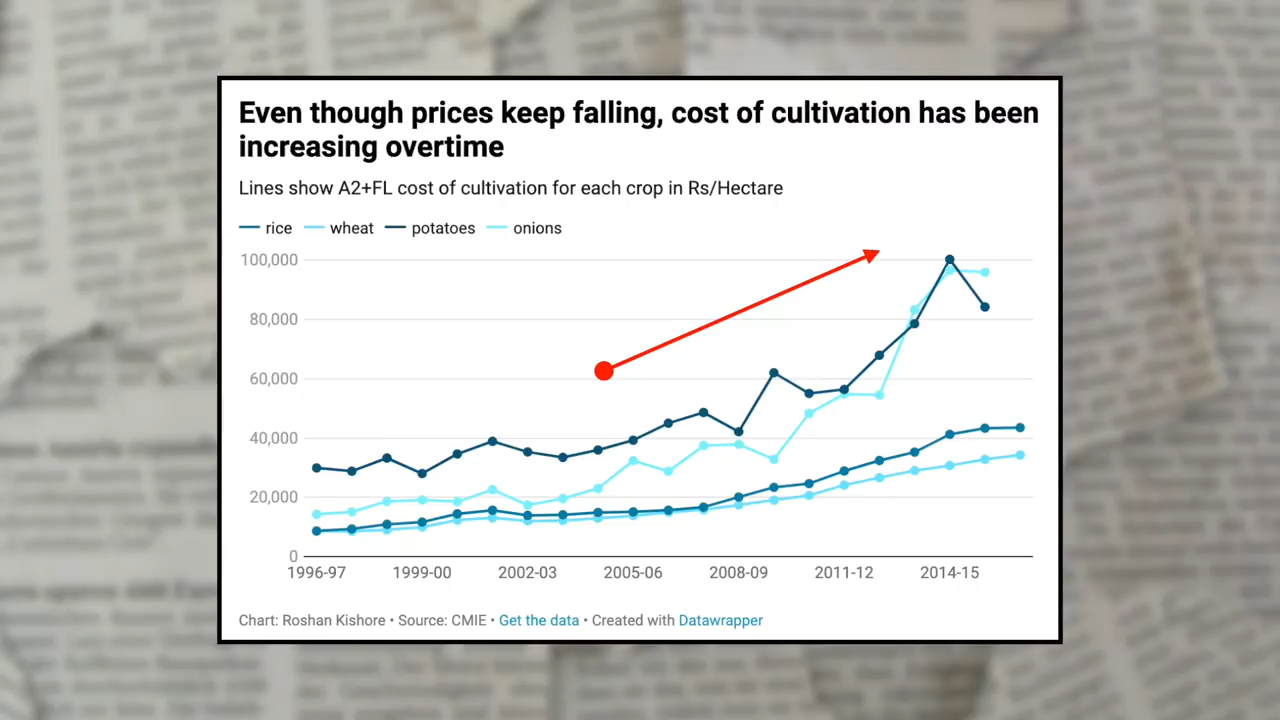 Even though prices keep falling, cost of cultivation has been
increasing overtime
Lines show A2+FL cost of cultivation for each crop in Rs/Hectare
rice wheat potatoes onions
100,000
80,000
60,000
40,000
20,000
0
1996-97 1999-00 2002-03 2005-06 2008-09 2011-12 2014-15
Chart: Roshan Kishore • Source: CMIE • Get the data • Created with Datawrapper